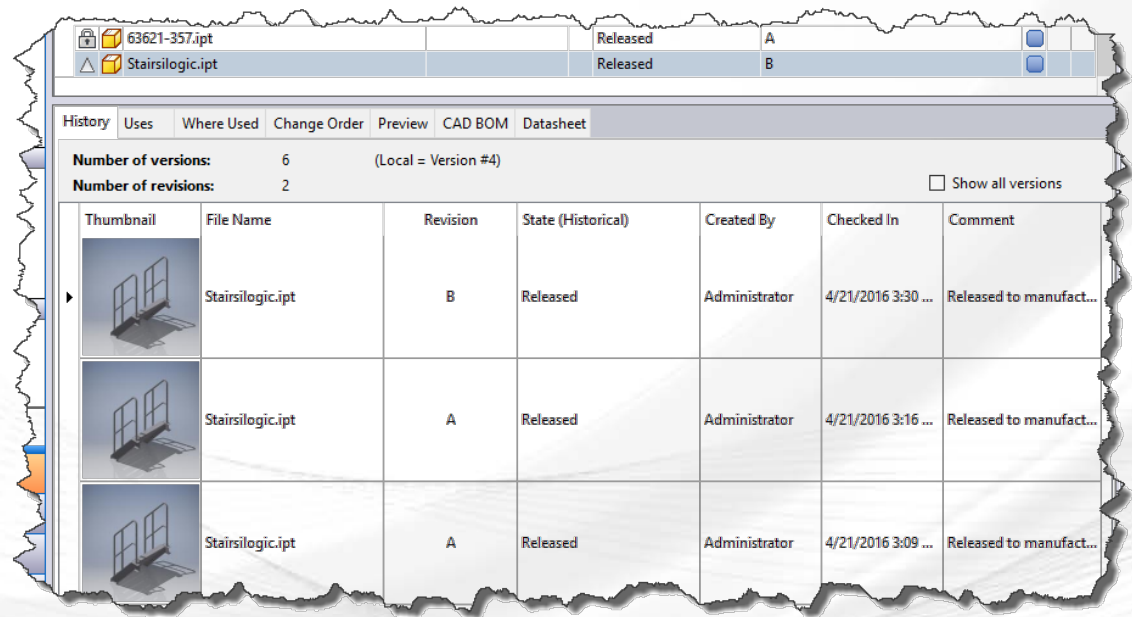 63621-357.ipt Released A
Stairsilogic.ipt Released B
History Uses Where Used Change Order Preview CAD BOM Datasheet
Number of versions: 6 (Local = Version #4)
Number of revisions: 2 Show all versions
Thumbnail File Name Revision State (Historical) Created By Checked In Comment
Stairsilogic.ipt B Released Administrator 4/21/2016 3:30 ... Released to manufact...
Stairsilogic.ipt A Released Administrator 4/21/2016 3:16 ... Released to manufact...
Stairsilogic.ipt A Released Administrator 4/21/2016 3:09 ... Released to manufact...